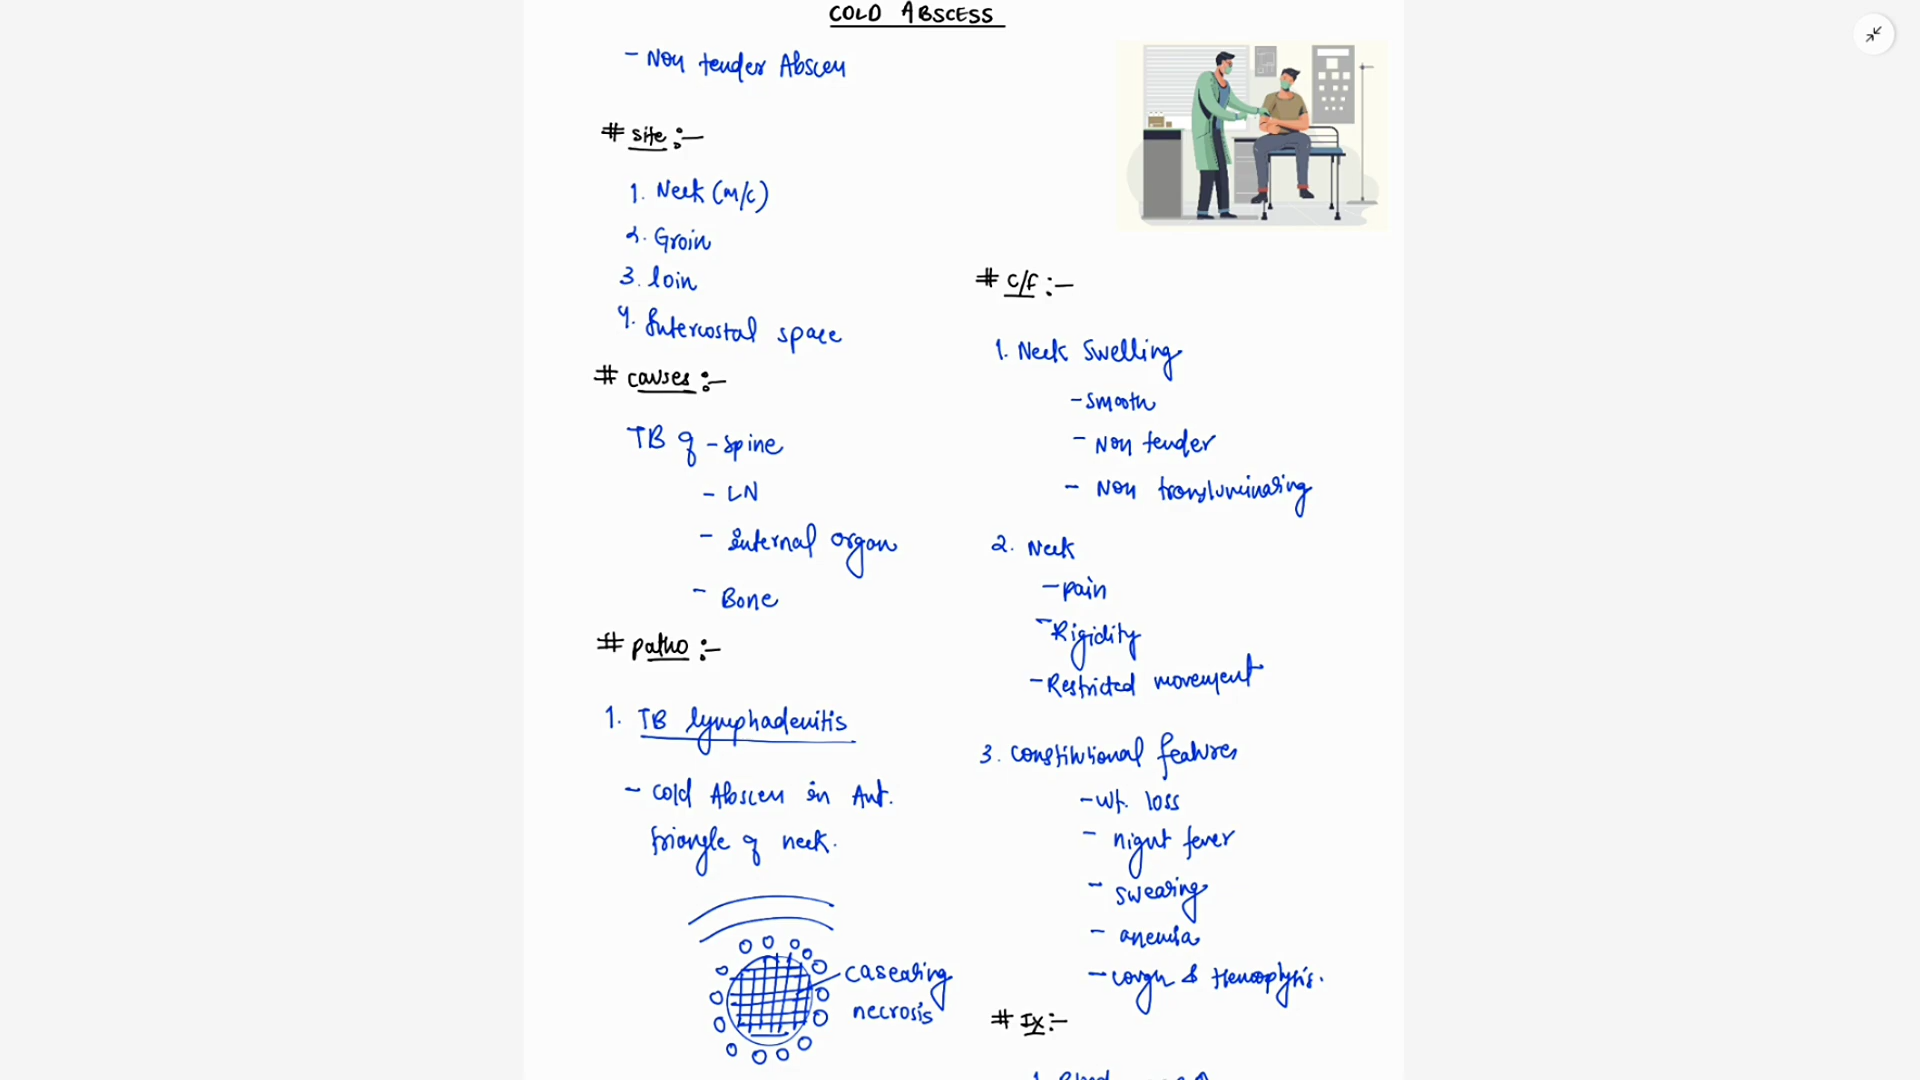 COLD ABSCESS
- Non tender Abscess
# Site :-
1. Neck (m/c)
2. Groin
3. loin
4. Intercostal space
# Causes :-
TB of - Spine
- LN
- Internal organ
- Bone
# Patho :-
1. TB lymphadenitis
- Cold Abscess in Ant.
triangle of neck.
caseating
necrosis
# C/F :-
1. Neck Swelling
- Smooth
- Non tender
- Non transluminating
2. Neck
- pain
- Rigidity
- Restricted movement
3. Constitutional features
- Wt. loss
- night fever
- sweating
- anemia
- Cough & Hemoptysis.
# Ix :-